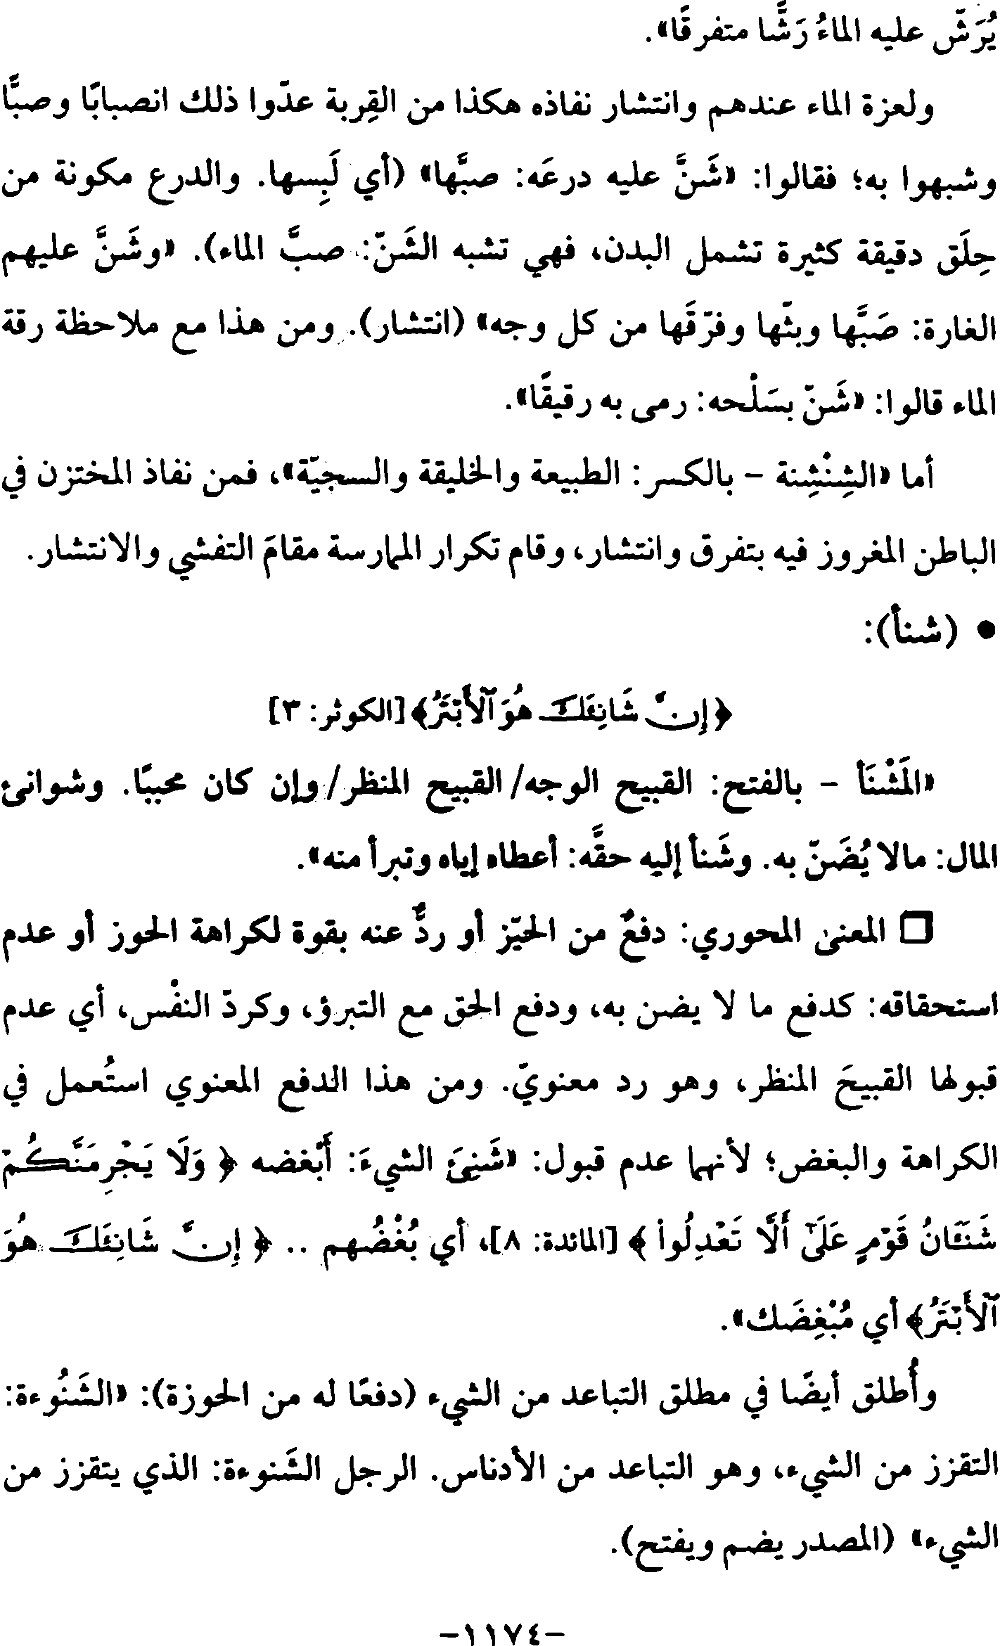 يُرَشّ عليه الماءُ رَشًّا متفرقًا».
ولعزة الماء عندهم وانتشار نفاذه هكذا من القِربة عدّوا ذلك انصبابًا وصبًّا
وشبهوا به؛ فقالوا: «شَنَّ عليه درعَه: صبَّها» (أي لَبِسها. والدرع مكونة من
حِلَق دقيقة كثيرة تشمل البدن، فهي تشبه الشَنّ: صبَّ الماء). «وشَنَّ عليهم
الغارة: صَبَّها وبثّها وفرّقَها من كل وجه» (انتشار). ومن هذا مع ملاحظة رقة
الماء قالوا: «شَنّ بسَلْحه: رمى به رقيقًا».
أما «الشِنْشِنة - بالكسر: الطبيعة والخليقة والسجيّة»، فمن نفاذ المختزن في
الباطن المغروز فيه بتفرق وانتشار، وقام تكرار الممارسة مقامَ التفشي والانتشار.
● (شنأ):
﴿إِنَّ شَانِئَكَ هُوَ ٱلْأَبْتَرُ﴾ [الكوثر: ٣]
«المَشْنَأ - بالفتح: القبيح الوجه/ القبيح المنظر/ وإن كان محببًا. وشوانئ
المال: مالا يُضَنّ به. وشَنأ إليه حقَّه: أعطاه إياه وتبرأ منه».
❒ المعنى المحوري: دفعٌ من الحيّز أو ردٌّ عنه بقوة لكراهة الحوز أو عدم
استحقاقه: كدفع ما لا يضن به، ودفع الحق مع التبرؤ، وكردّ النفْس، أي عدم
قبولها القبيحَ المنظر، وهو رد معنويّ. ومن هذا الدفع المعنوي استُعمل في
الكراهة والبغض؛ لأنهما عدم قبول: «شَنِئَ الشيءَ: أَبْغضه ﴿ وَلَا يَجْرِمَنَّكُمْ
شَنَـَٔانُ قَوْمٍ عَلَىٰٓ أَلَّا تَعْدِلُوا۟ ﴾ [المائدة: ٨]، أي بُغْضُهم .. ﴿ إِنَّ شَانِئَكَ هُوَ
ٱلْأَبْتَرُ﴾ أي مُبْغِضَك».
وأُطلق أيضًا في مطلق التباعد من الشيء (دفعًا له من الحوزة): «الشَنُوءة:
التقزز من الشيء، وهو التباعد من الأدناس. الرجل الشَنوءة: الذي يتقزز من
الشيء» (المصدر يضم ويفتح).
-١١٧٤-